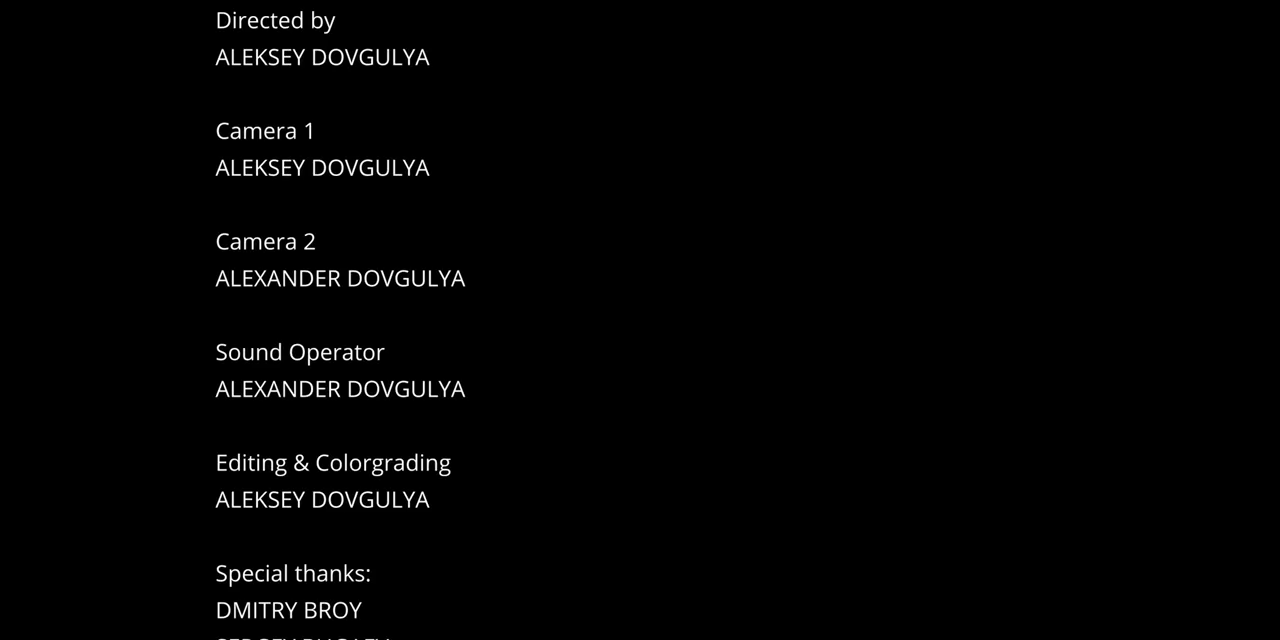 Directed by
ALEKSEY DOVGULYA
Camera 1
ALEKSEY DOVGULYA
Camera 2
ALEXANDER DOVGULYA
Sound Operator
ALEXANDER DOVGULYA
Editing & Colorgrading
ALEKSEY DOVGULYA
Special thanks:
DMITRY BROY